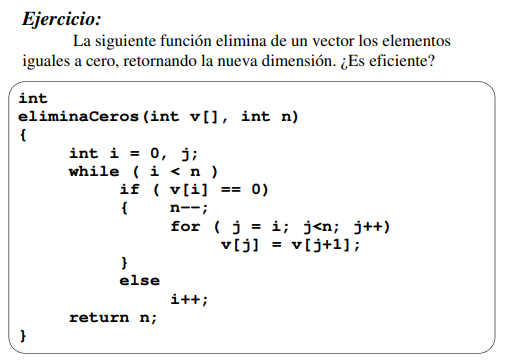 Ejercicio:
La siguiente función elimina de un vector los elementos
iguales a cero, retornando la nueva dimensión. ¿Es eficiente?
int
eliminaCeros(int v[], int n)
{
int i = 0, j;
while ( i < n )
if ( v[i] == 0)
{ n--;
for ( j = i; j<n; j++)
v[j] = v[j+1];
}
else
i++;
return n;
}